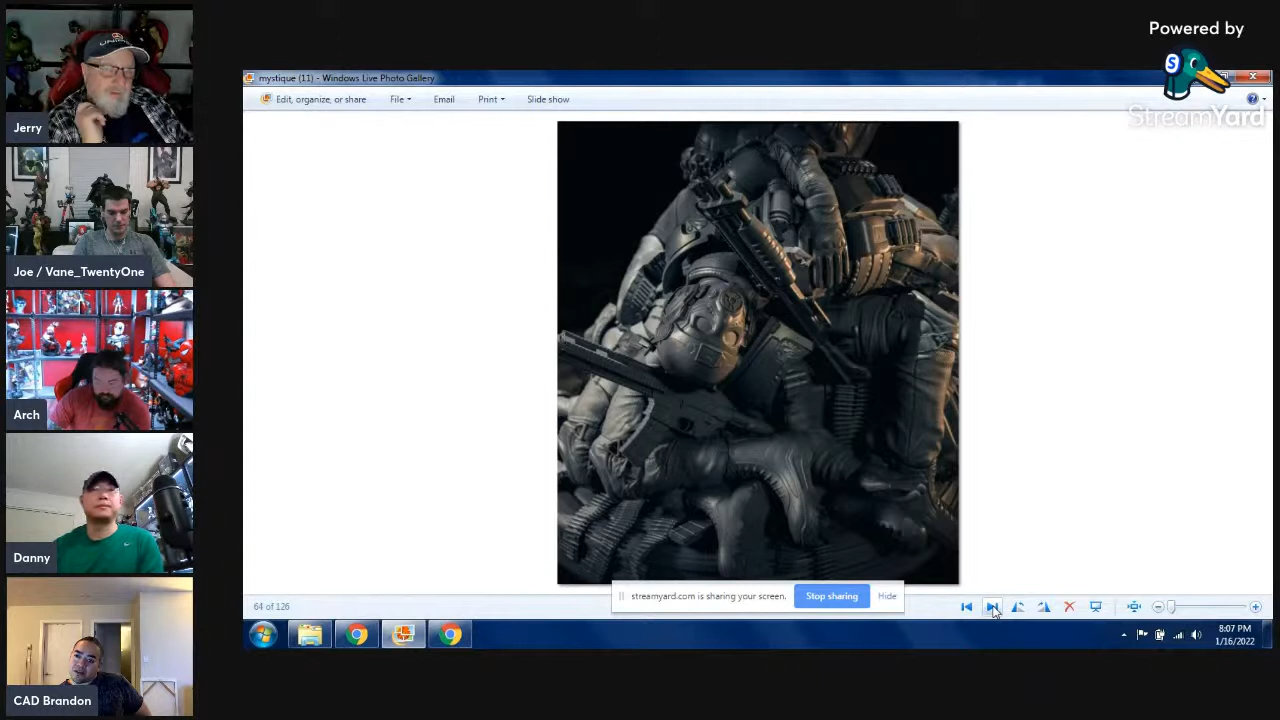 Jerry
Joe / Vane_TwentyOne
Arch
Danny
CAD Brandon
Powered by
S
StreamYard
mystique (11) - Windows Live Photo Gallery
Edit, organize, or share
File
Email
Print
Slide show
streamyard.com is sharing your screen.
Stop sharing
Hide
64 of 126
8:07 PM
1/16/2022